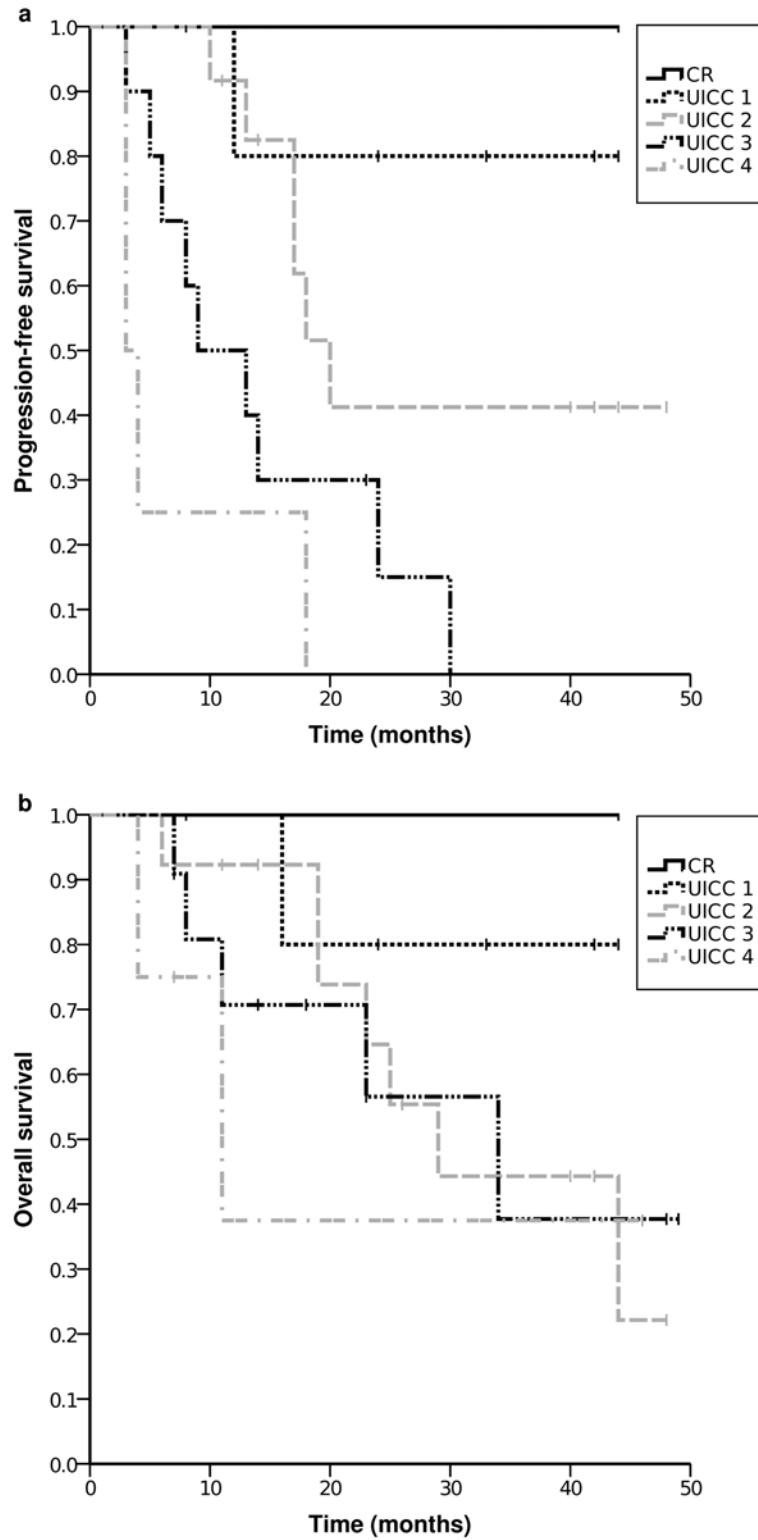 a
1.0
0.9
0.8
0.7
0.6
0.5
0.4
0.3
0.2
0.1
0.0
Progression-free survival
0 10 20 30 40 50
Time (months)
CR
UICC 1
UICC 2
UICC 3
UICC 4
b
1.0
0.9
0.8
0.7
0.6
0.5
0.4
0.3
0.2
0.1
0.0
Overall survival
0 10 20 30 40 50
Time (months)
CR
UICC 1
UICC 2
UICC 3
UICC 4